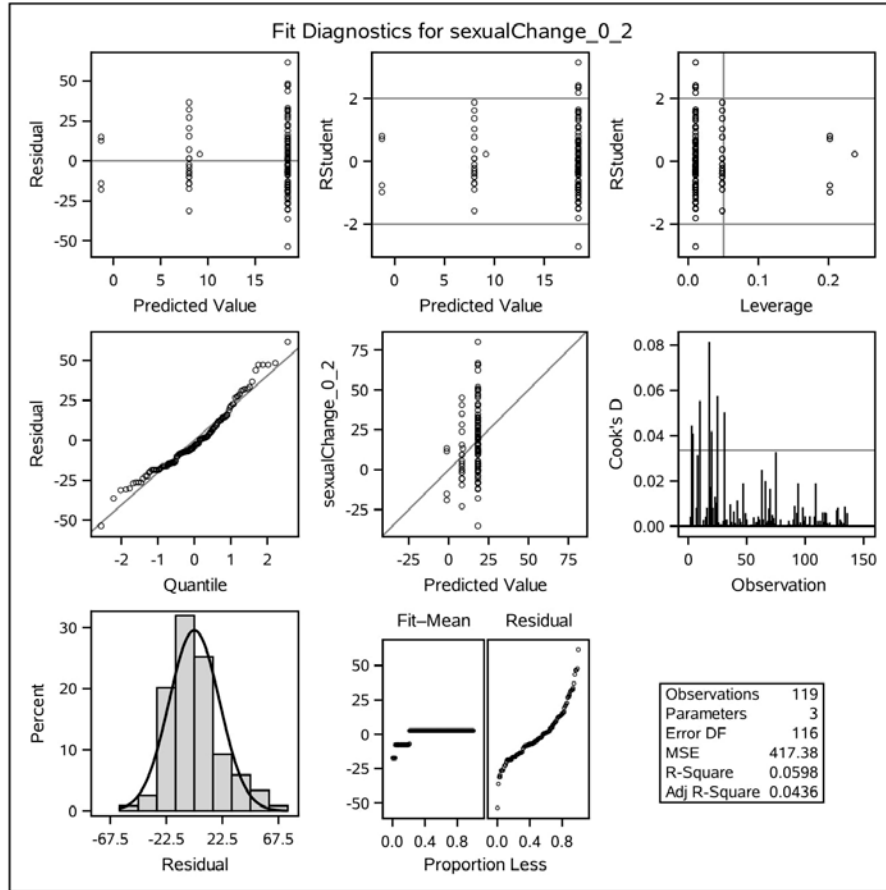 Fit Diagnostics for sexualChange_0_2
Residual
50
25
0
-25
-50
0 5 10 15
Predicted Value
RStudent
2
0
-2
0 5 10 15
Predicted Value
RStudent
2
0
-2
0.0 0.1 0.2
Leverage
Residual
50
25
0
-25
-50
-2 -1 0 1 2
Quantile
sexualChange_0_2
75
50
25
0
-25
-25 0 25 50 75
Predicted Value
Cook's D
0.08
0.06
0.04
0.02
0.00
0 50 100 150
Observation
Percent
30
20
10
0
-67.5 -22.5 22.5 67.5
Residual
Fit–Mean Residual
50
25
0
-25
-50
0.0 0.4 0.8 0.0 0.4 0.8
Proportion Less
Observations 119
Parameters 3
Error DF 116
MSE 417.38
R-Square 0.0598
Adj R-Square 0.0436